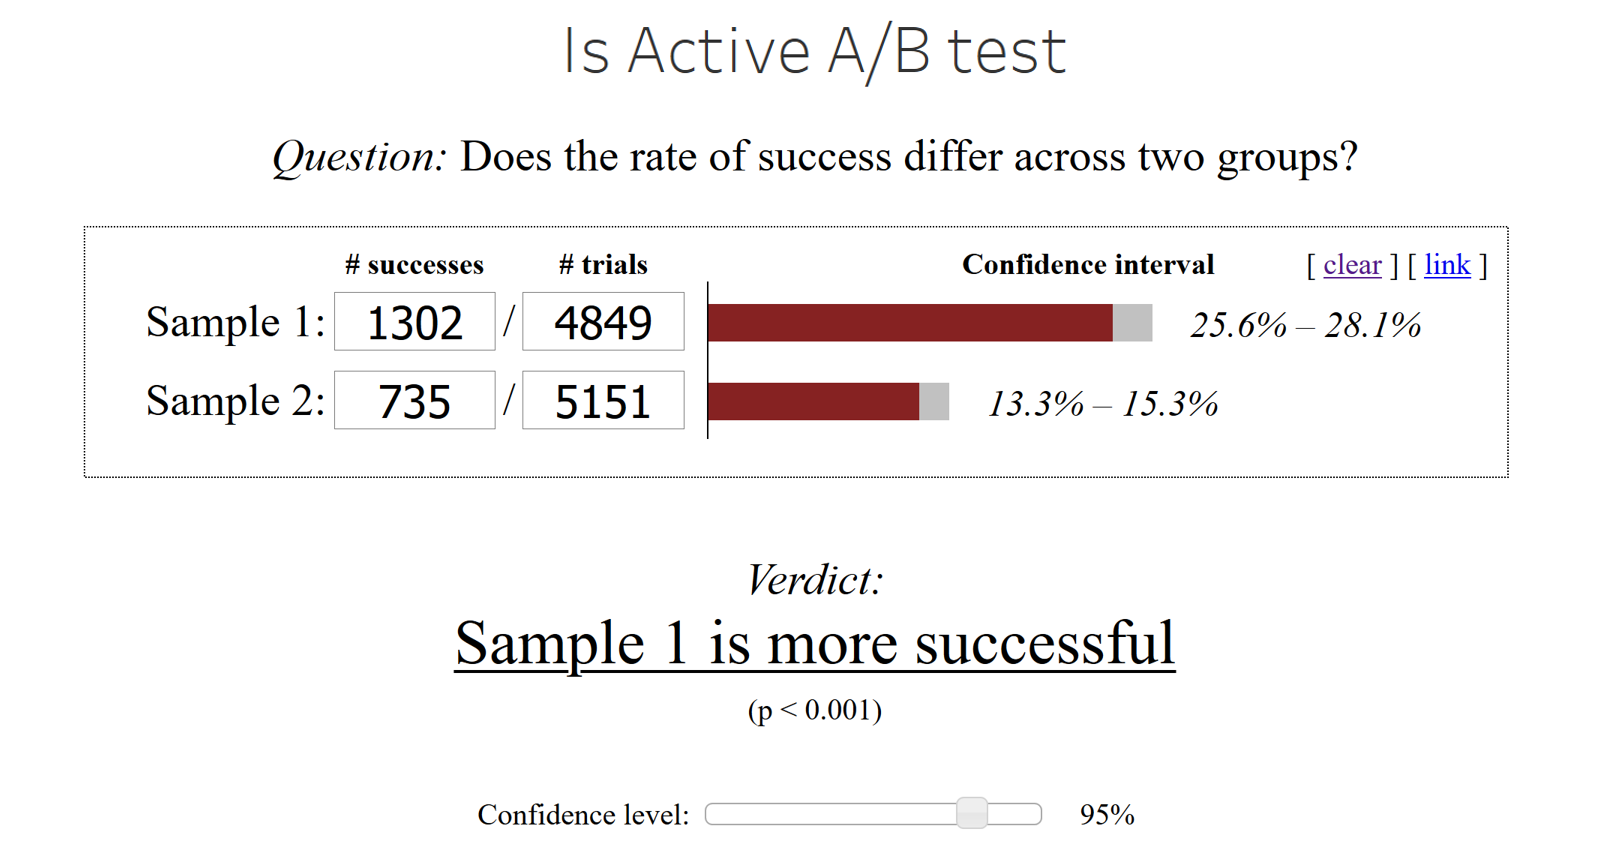 Is Active A/B test
Question: Does the rate of success differ across two groups?
# successes # trials Confidence interval [ clear ] [ link ]
Sample 1: 1302 / 4849 25.6% – 28.1%
Sample 2: 735 / 5151 13.3% – 15.3%
Verdict:
Sample 1 is more successful
(p < 0.001)
Confidence level: 95%